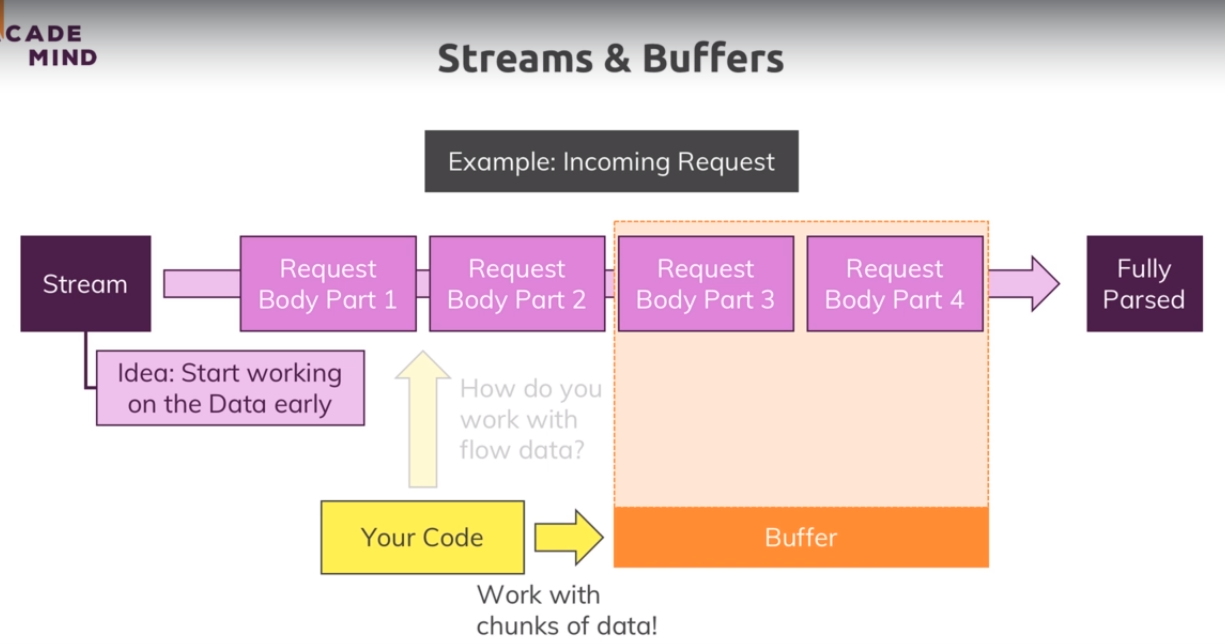 CADE
MIND
Streams & Buffers
Example: Incoming Request
Stream
Request
Body Part 1
Request
Body Part 2
Request
Body Part 3
Request
Body Part 4
Fully
Parsed
Idea: Start working
on the Data early
How do you
work with
flow data?
Your Code
Buffer
Work with
chunks of data!